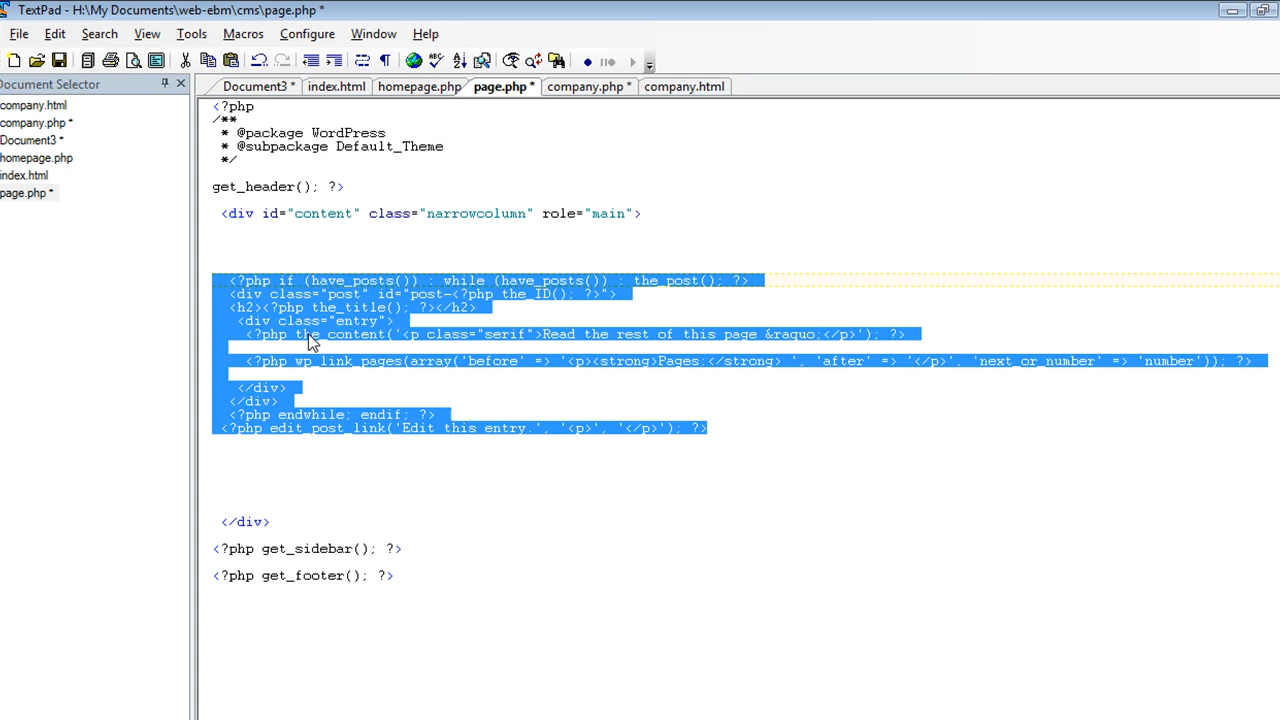 TextPad - H:\My Documents\web-ebm\cms\page.php *
File Edit Search View Tools Macros Configure Window Help
Document Selector
Document3 * index.html homepage.php page.php * company.php * company.html
company.html
company.php *
Document3 *
homepage.php
index.html
page.php *
<?php
/**
* @package WordPress
* @subpackage Default_Theme
*/
get_header(); ?>
<div id="content" class="narrowcolumn" role="main">
<?php if (have_posts()) : while (have_posts()) : the_post(); ?>
<div class="post" id="post-<?php the_ID(); ?>">
<h2><?php the_title(); ?></h2>
<div class="entry">
<?php the_content('<p class="serif">Read the rest of this page &raquo;</p>'); ?>
<?php wp_link_pages(array('before' => '<p><strong>Pages:</strong> ', 'after' => '</p>', 'next_or_number' => 'number')); ?>
</div>
</div>
<?php endwhile; endif; ?>
<?php edit_post_link('Edit this entry.', '<p>', '</p>'); ?>
</div>
<?php get_sidebar(); ?>
<?php get_footer(); ?>